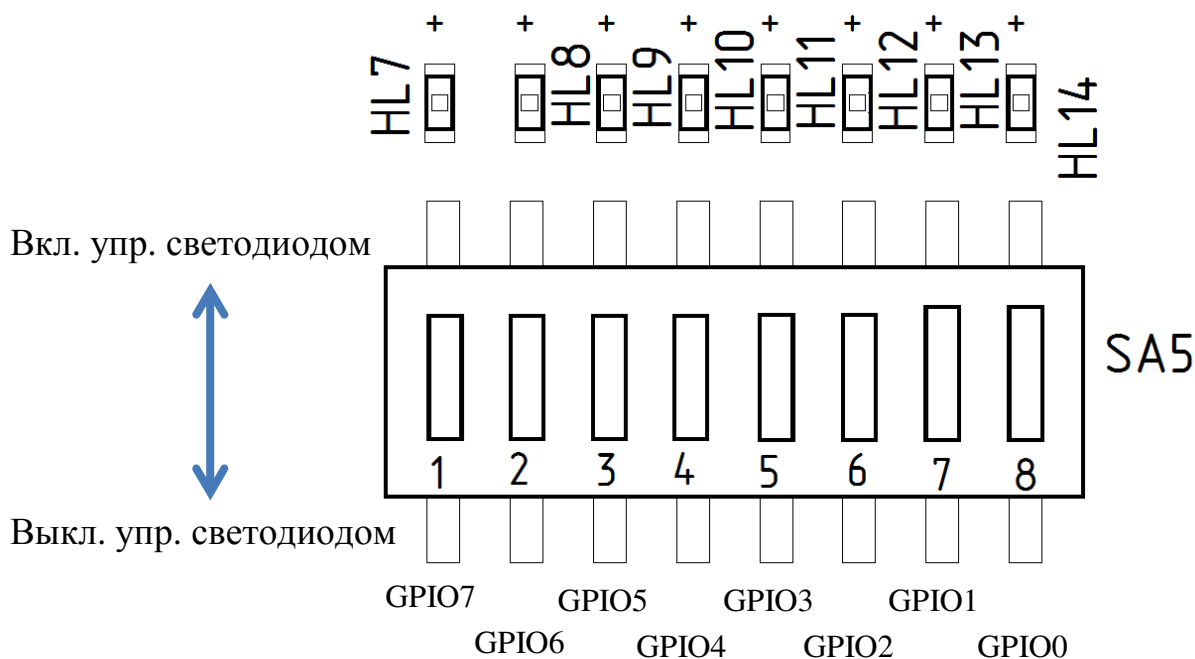 + + + + + + + +
HL7 HL8 HL9 HL10 HL11 HL12 HL13 HL14
Вкл. упр. светодиодом
SA5
1 2 3 4 5 6 7 8
Выкл. упр. светодиодом
GPIO7 GPIO5 GPIO3 GPIO1
GPIO6 GPIO4 GPIO2 GPIO0